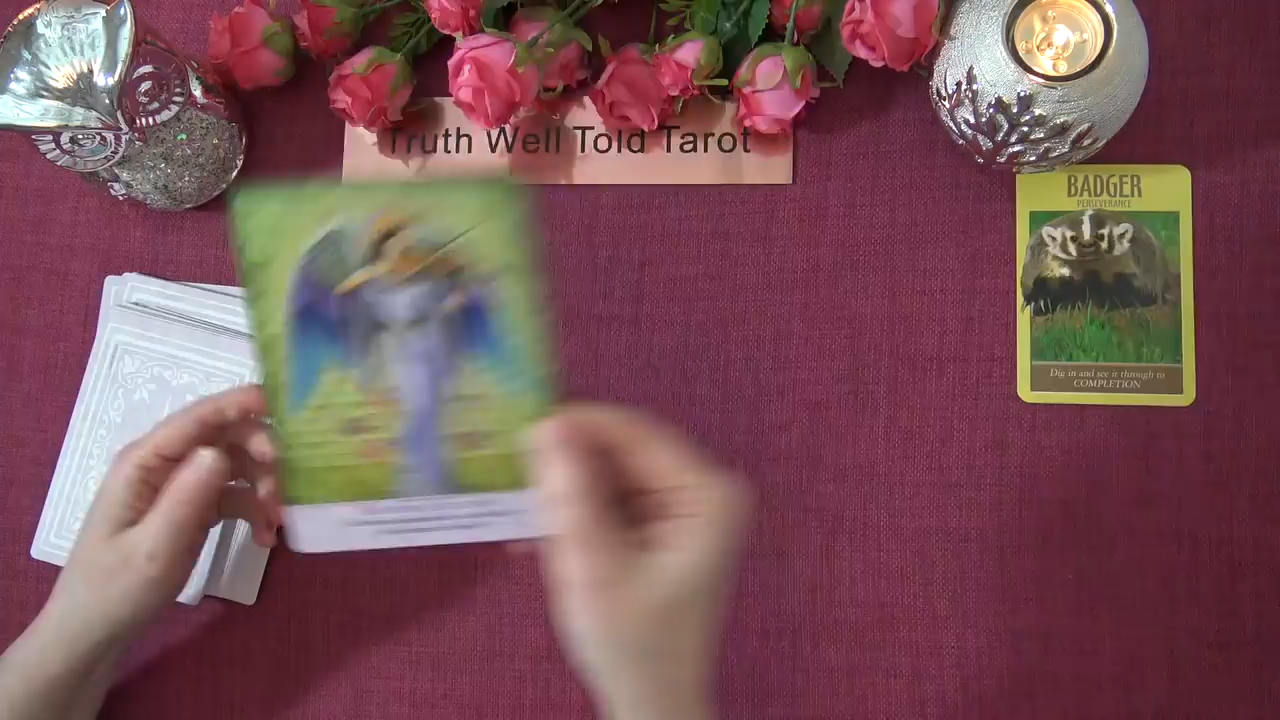 Truth Well Told Tarot
BADGER
PERSEVERANCE
Dig in and see it through to
COMPLETION